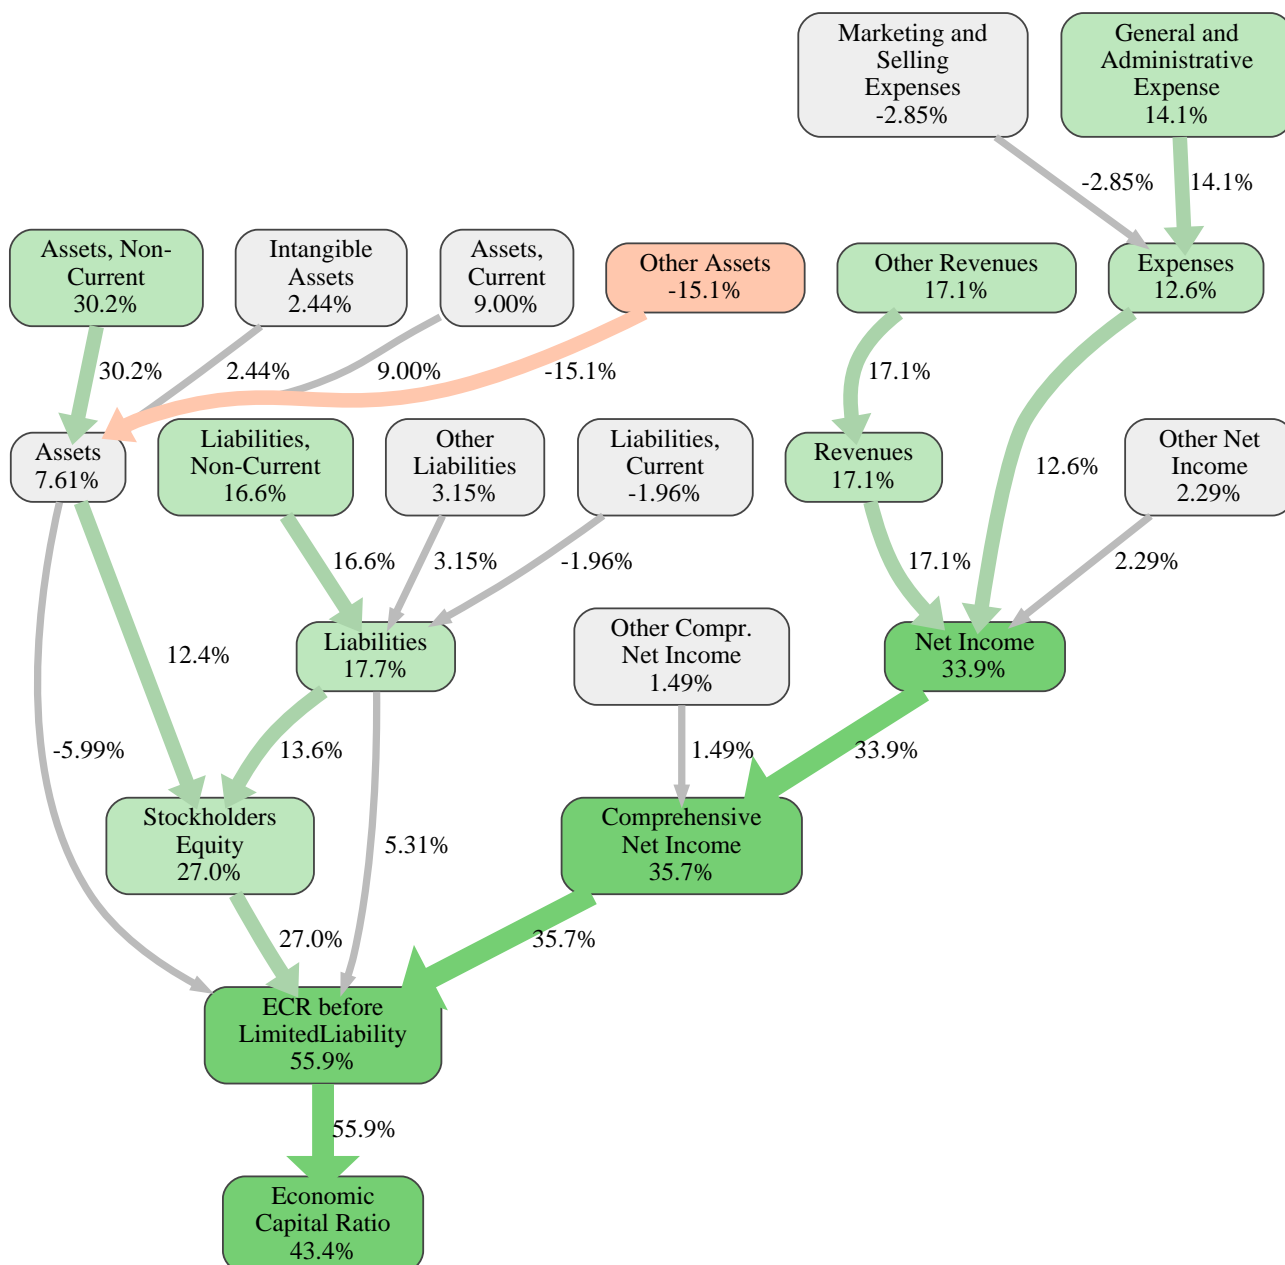 Marketing and
Selling
Expenses
-2.85%
General and
Administrative
Expense
14.1%
-2.85%
14.1%
Assets, Non-
Current
30.2%
Intangible
Assets
2.44%
Assets,
Current
9.00%
Other Assets
-15.1%
Other Revenues
17.1%
Expenses
12.6%
30.2%
2.44%
9.00%
-15.1%
17.1%
Assets
7.61%
Liabilities,
Non-Current
16.6%
Other
Liabilities
3.15%
Liabilities,
Current
-1.96%
Revenues
17.1%
12.6%
Other Net
Income
2.29%
16.6%
3.15%
-1.96%
17.1%
2.29%
12.4%
Liabilities
17.7%
Other Compr.
Net Income
1.49%
Net Income
33.9%
-5.99%
13.6%
1.49%
33.9%
Stockholders
Equity
27.0%
5.31%
Comprehensive
Net Income
35.7%
27.0%
35.7%
ECR before
LimitedLiability
55.9%
55.9%
Economic
Capital Ratio
43.4%